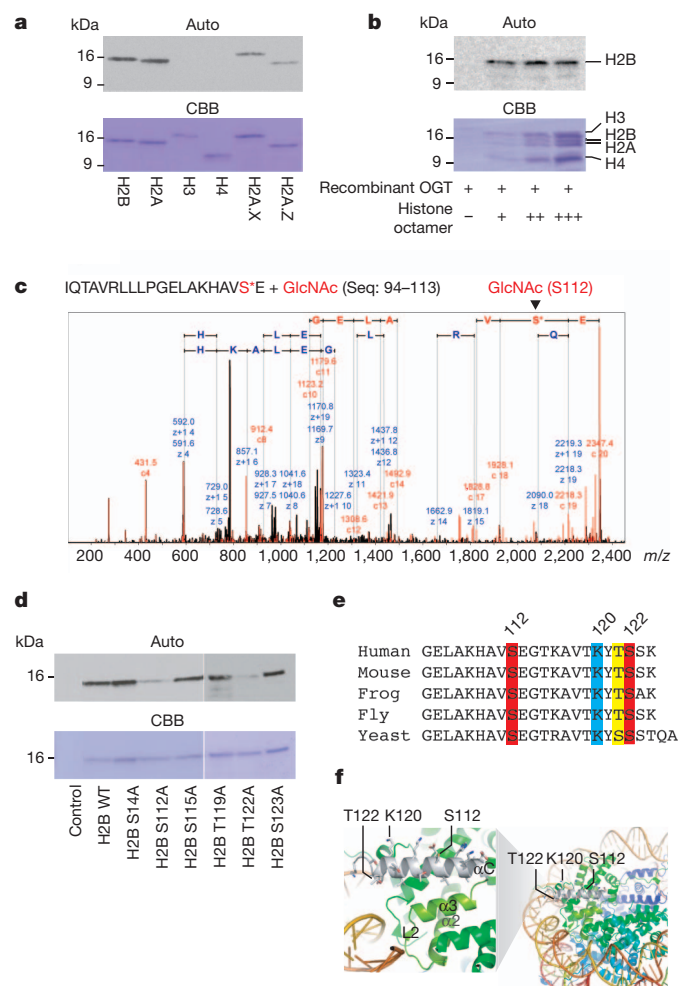 a
kDa
Auto
16
9
CBB
16
9
H2B
H2A
H3
H4
H2A.X
H2A.Z
b
kDa
Auto
16
9
H2B
CBB
16
9
H3
H2B
H2A
H4
Recombinant OGT + + + +
Histone octamer – + ++ +++
c
IQTAVRLLLPGELAKHAVS*E + GlcNAc (Seq: 94–113)
GlcNAc (S112)
G E L A V S* E
H L E L R Q
H K A L E G
1179.6
c11
1123.2
c10
592.0
z+1 4
591.6
z 4
912.4
c8
1170.8
z+19
1169.7
z9
1437.8
z+1 12
1436.8
z12
2219.3
z+1 19
2218.3
z 19
2347.4
c 20
431.5
c4
857.1
z+1 6
928.3
z+1 7
927.5
z 7
1041.6
z+18
1040.6
z 8
1323.4
z 11
1492.9
c14
1928.1
c 18
729.0
z+1 5
728.6
z 5
1227.6
z+1 10
1421.9
c13
1828.8
c 17
1308.6
c12
1662.9
z 14
1819.1
z 15
2090.0
z 18
2218.3
c 19
200 400 600 800 1,000 1,200 1,400 1,600 1,800 2,000 2,200 2,400 m/z
d
kDa
Auto
16
CBB
16
Control
H2B WT
H2B S14A
H2B S112A
H2B S115A
H2B T119A
H2B T122A
H2B S123A
e
112 120 122
Human GELAKHAVSEGTKAVTKYTSSK
Mouse GELAKHAVSEGTKAVTKYTSSK
Frog GELAKHAVSEGTKAVTKYTSAK
Fly GELAKHAVSEGTKAVTKYTSSK
Yeast GELAKHAVSEGTRAVTKYSSSTQA
f
T122 K120 S112
αC
α3
α2
L2
T122 K120 S112